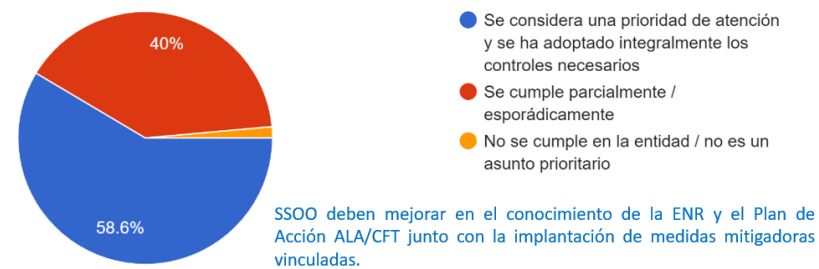 40%
58.6%
Se considera una prioridad de atención
y se ha adoptado integralmente los
controles necesarios
Se cumple parcialmente /
esporádicamente
No se cumple en la entidad / no es un
asunto prioritario
SSOO deben mejorar en el conocimiento de la ENR y el Plan de
Acción ALA/CFT junto con la implantación de medidas mitigadoras
vinculadas.